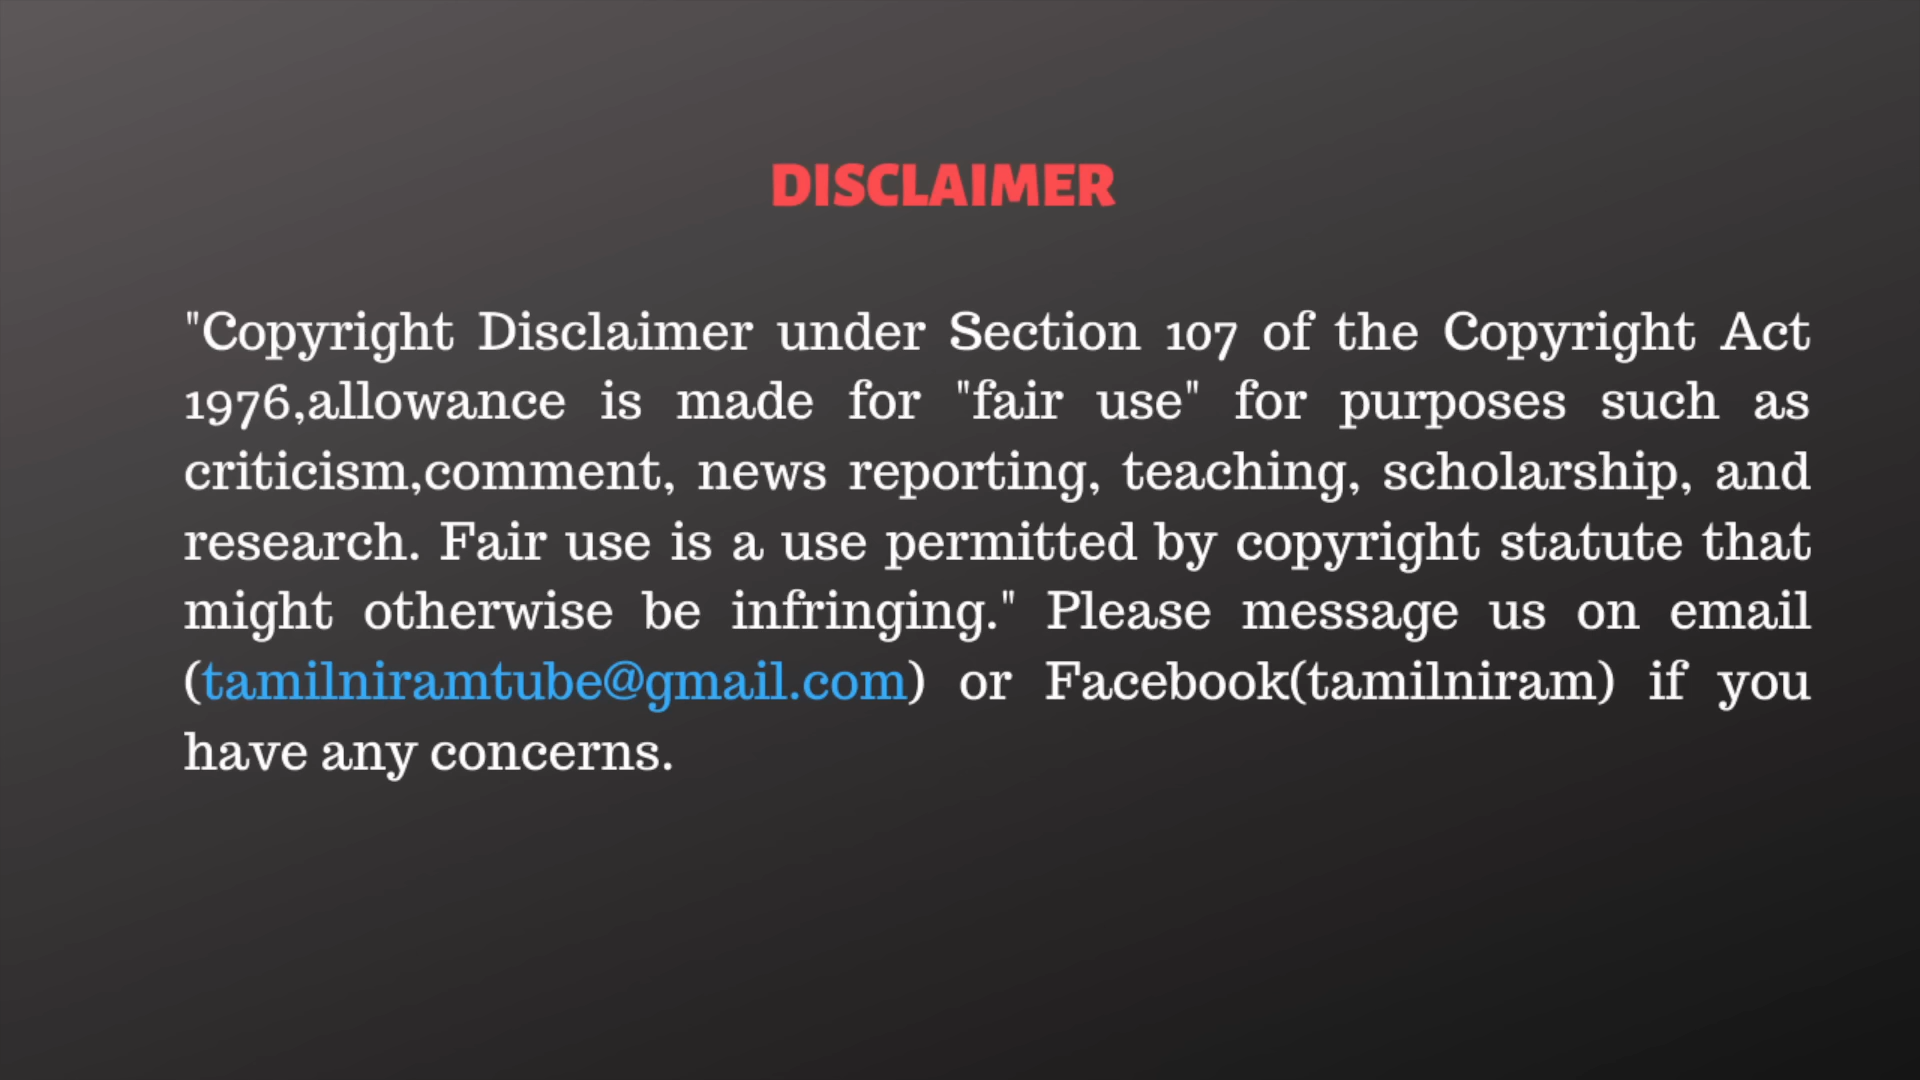 DISCLAIMER
"Copyright Disclaimer under Section 107 of the Copyright Act
1976,allowance is made for "fair use" for purposes such as
criticism,comment, news reporting, teaching, scholarship, and
research. Fair use is a use permitted by copyright statute that
might otherwise be infringing." Please message us on email
(tamilniramtube@gmail.com) or Facebook(tamilniram) if you
have any concerns.